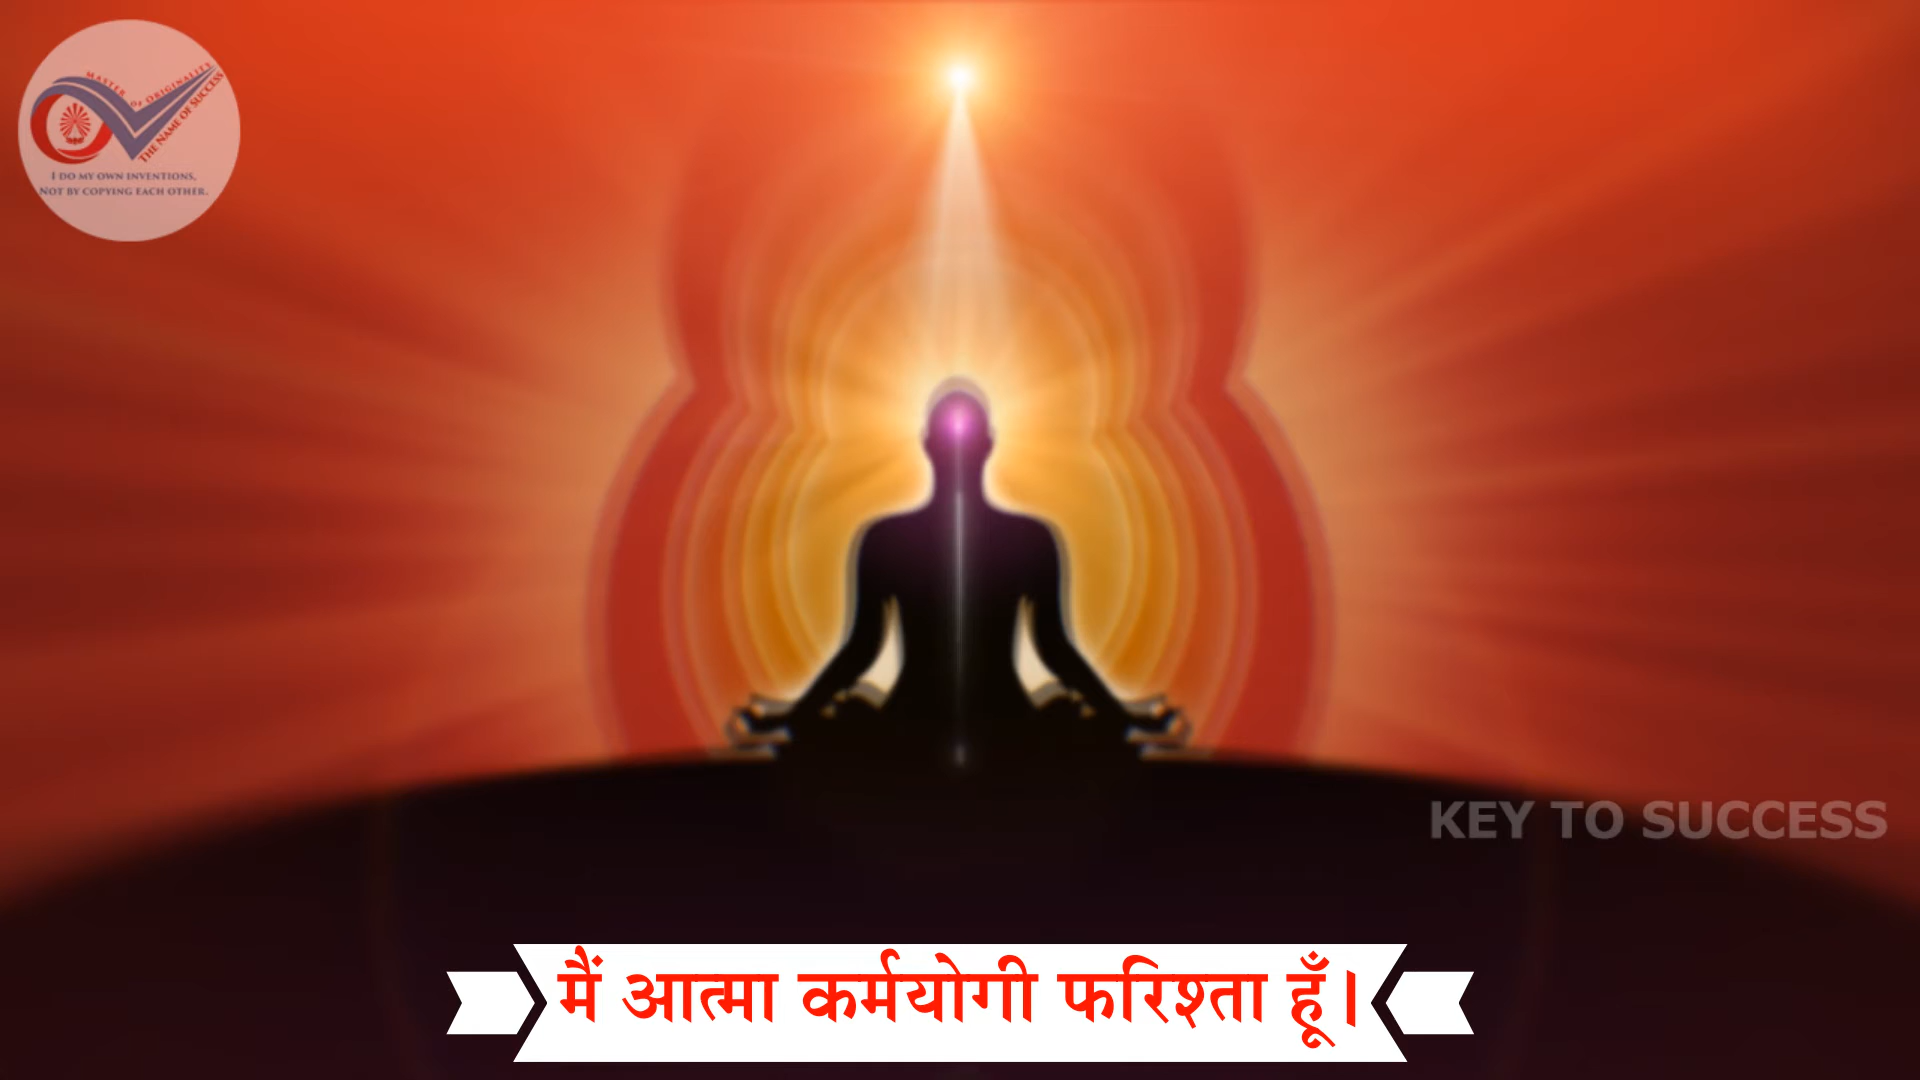 MASTER OF ORIGINALITY
THE NAME OF SUCCESS
I DO MY OWN INVENTIONS,
NOT BY COPYING EACH OTHER.
KEY TO SUCCESS
मैं आत्मा कर्मयोगी फरिश्ता हूँ।